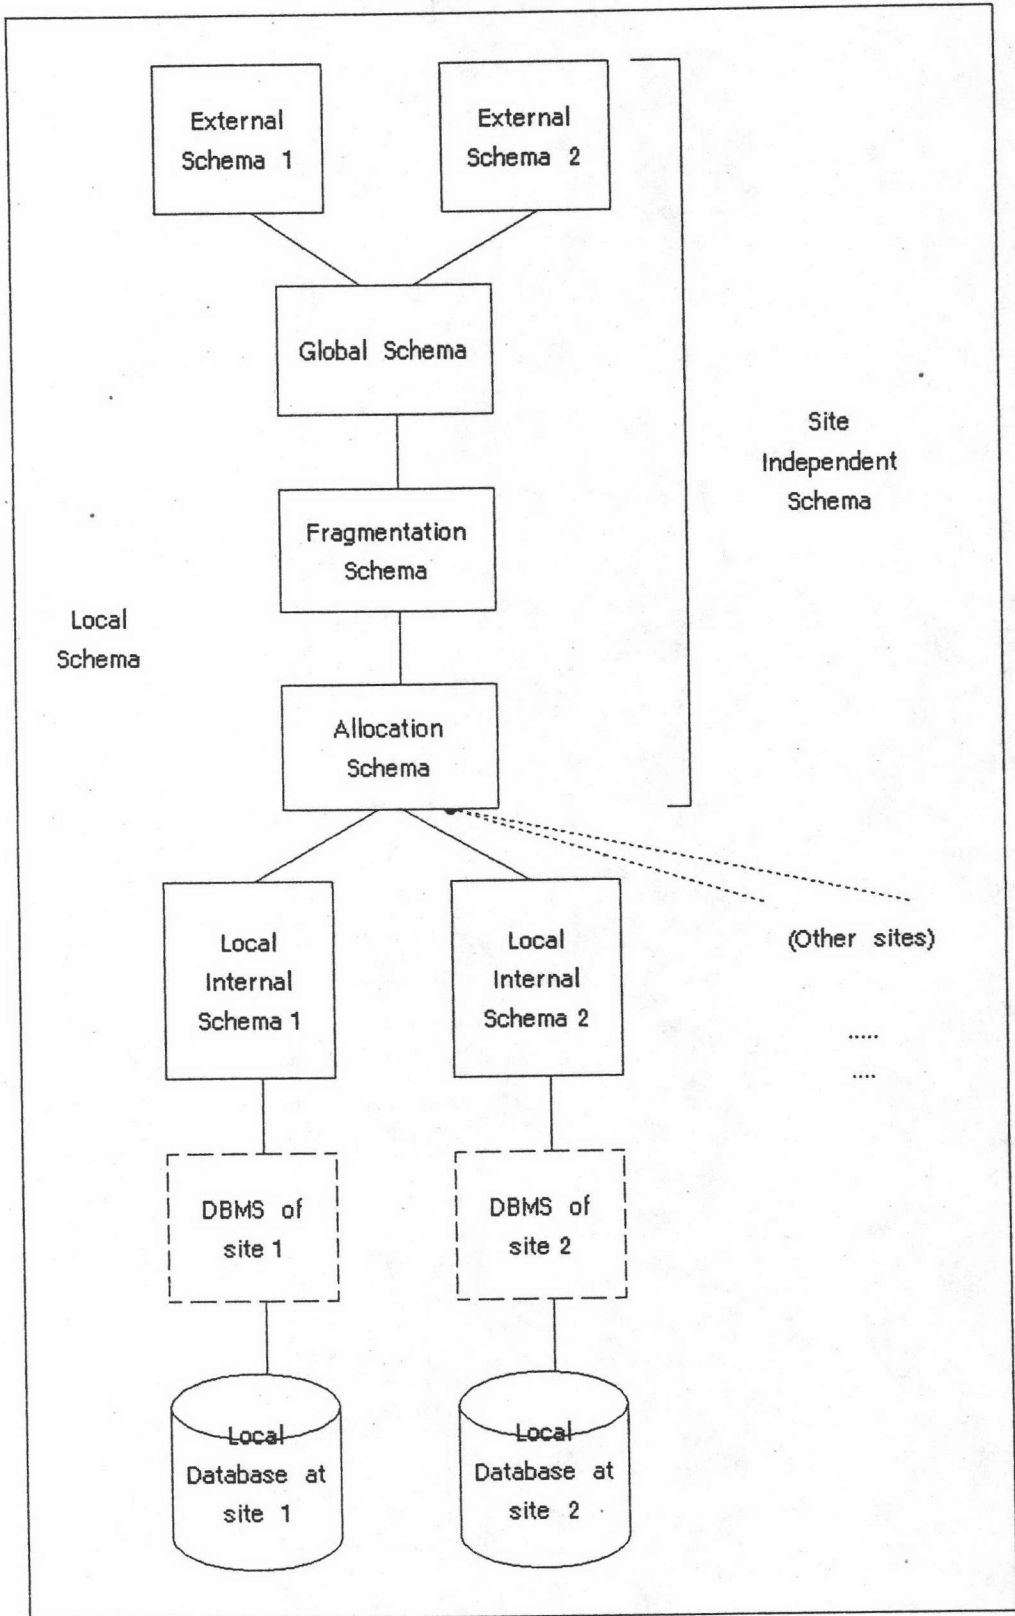 External
Schema 1
External
Schema 2
Global Schema
Site
Independent
Schema
Fragmentation
Schema
Local
Schema
Allocation
Schema
Local
Internal
Schema 1
Local
Internal
Schema 2
(Other sites)
.....
....
DBMS of
site 1
DBMS of
site 2
Local
Database at
site 1
Local
Database at
site 2